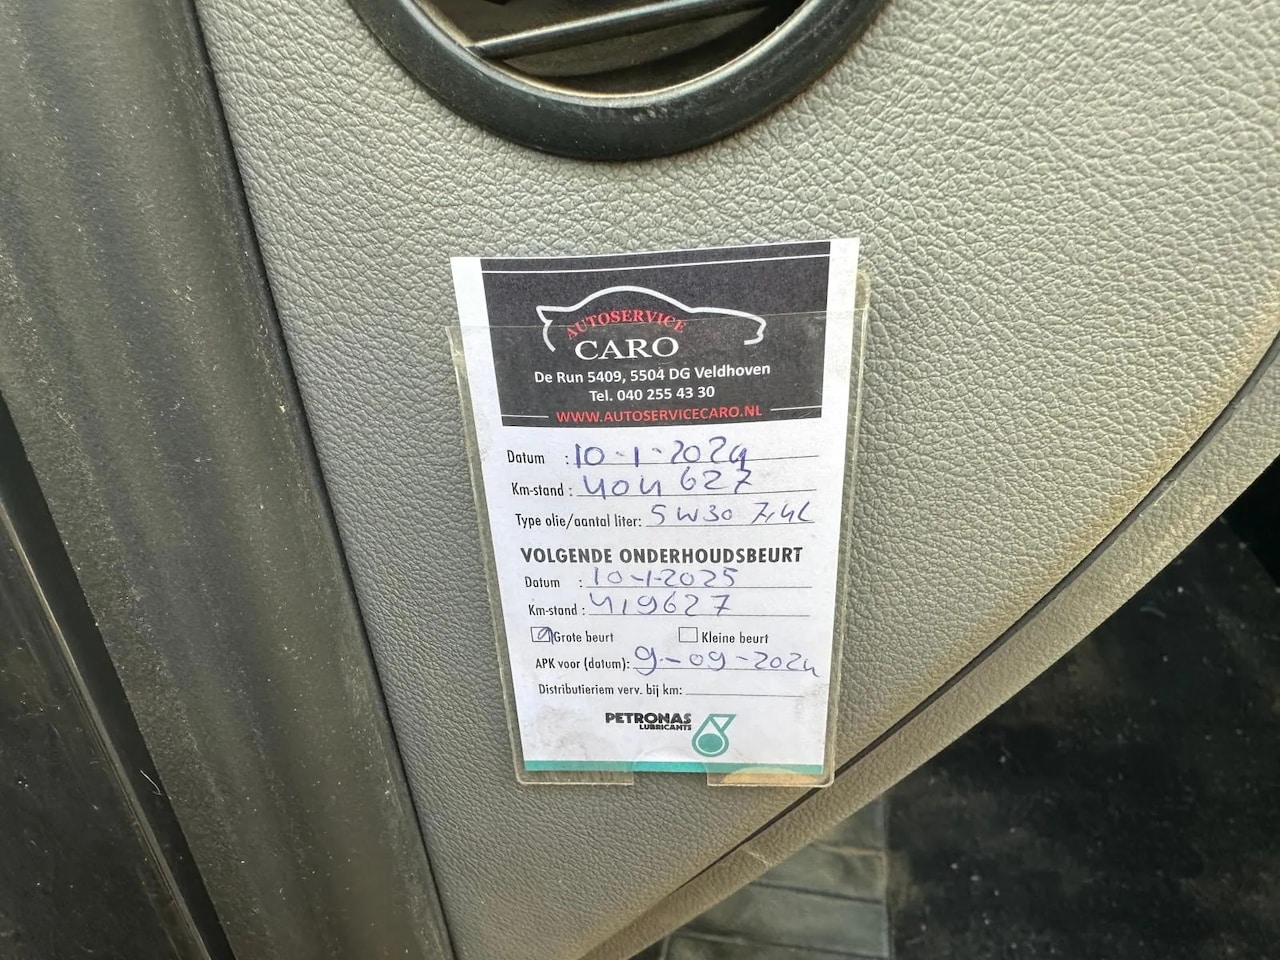 AUTOSERVICE
CARO
De Run 5409, 5504 DG Veldhoven
Tel. 040 255 43 30
WWW.AUTOSERVICECARO.NL
Datum : 10-1-2024
Km-stand : 404627
Type olie/aantal liter: 5W30 7,4L
VOLGENDE ONDERHOUDSBEURT
Datum : 10-1-2025
Km-stand : 419627
Grote beurt Kleine beurt
APK voor (datum): 9-09-2024
Distributieriem verv. bij km:
PETRONAS
LUBRICANTS